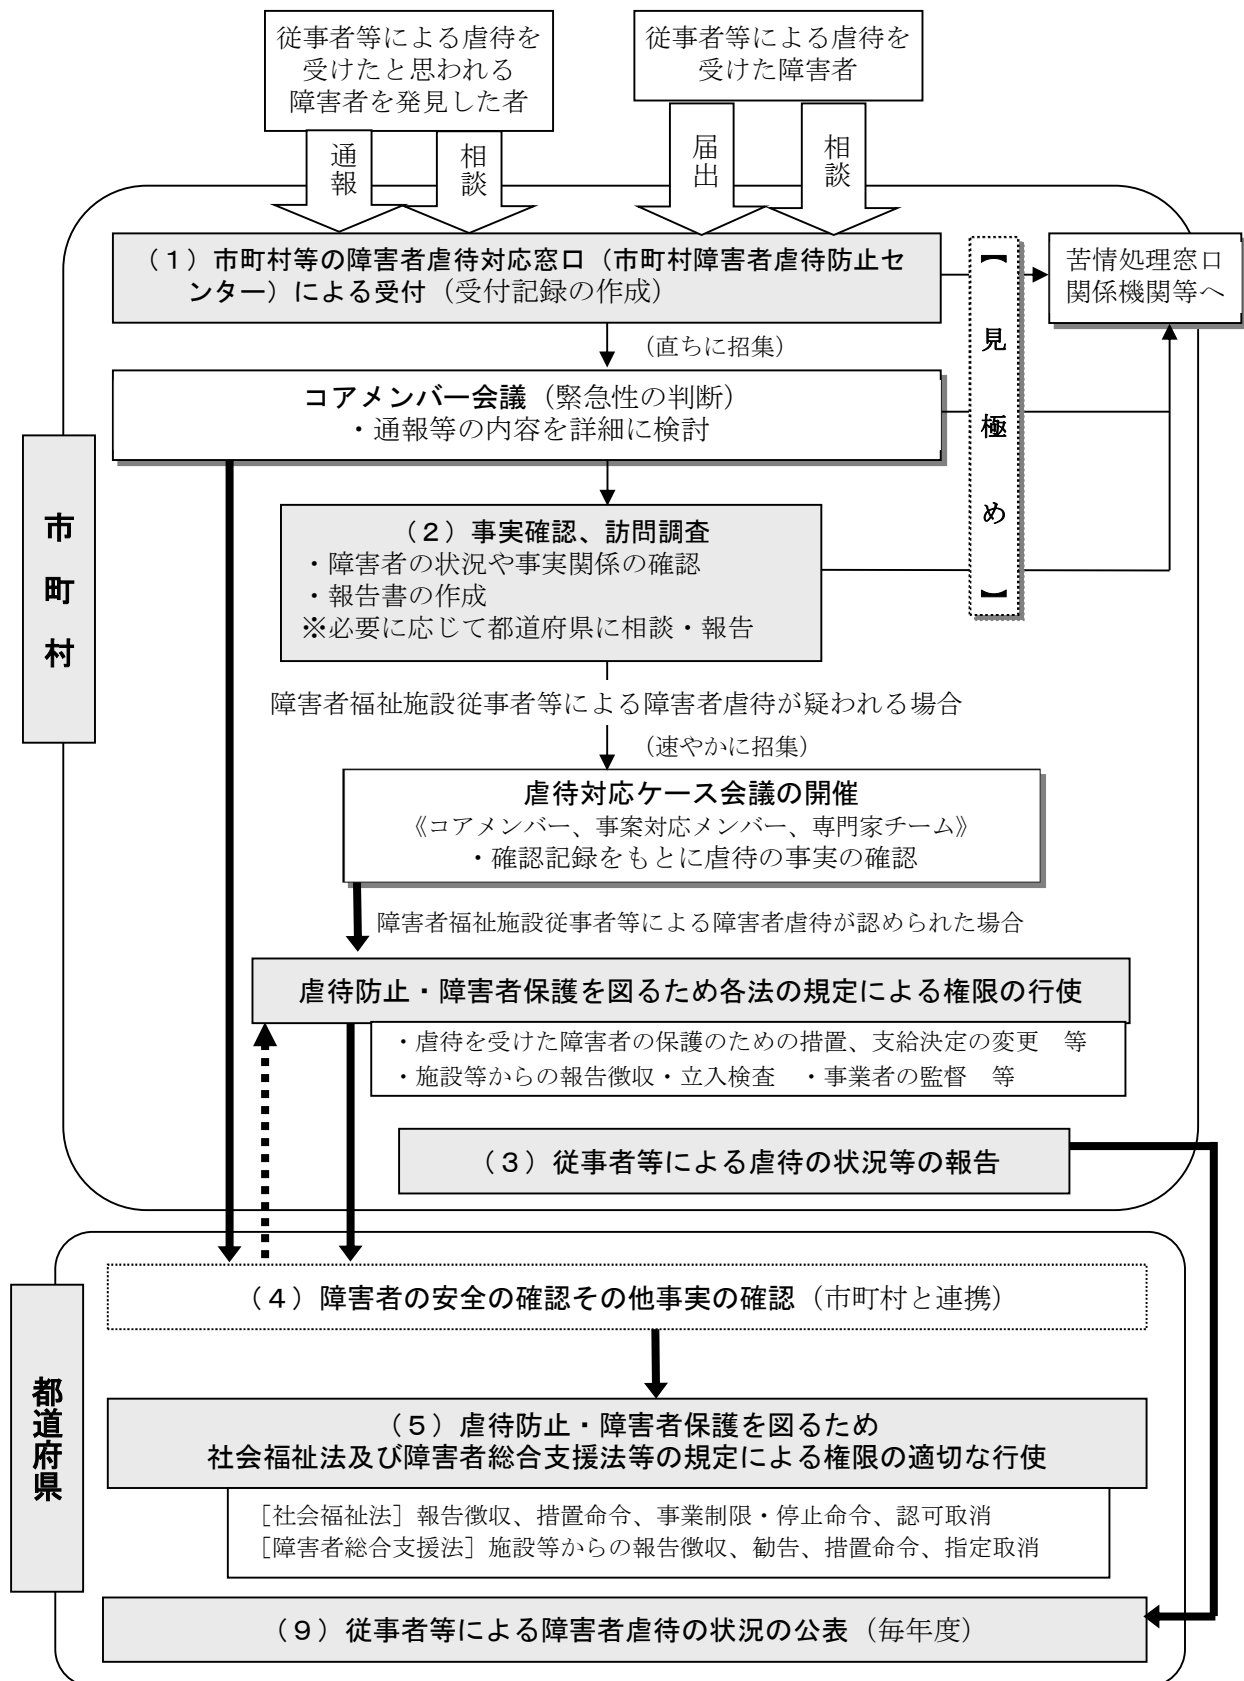 従事者等による虐待を
受けたと思われる
障害者を発見した者
従事者等による虐待を
受けた障害者
通報
相談
届出
相談
（１）市町村等の障害者虐待対応窓口（市町村障害者虐待防止セ
ンター）による受付（受付記録の作成）
【見極め】
苦情処理窓口
関係機関等へ
（直ちに招集）
コアメンバー会議（緊急性の判断）
・通報等の内容を詳細に検討
市町村
（２）事実確認、訪問調査
・障害者の状況や事実関係の確認
・報告書の作成
※必要に応じて都道府県に相談・報告
障害者福祉施設従事者等による障害者虐待が疑われる場合
（速やかに招集）
虐待対応ケース会議の開催
《コアメンバー、事案対応メンバー、専門家チーム》
・確認記録をもとに虐待の事実の確認
障害者福祉施設従事者等による障害者虐待が認められた場合
虐待防止・障害者保護を図るため各法の規定による権限の行使
・虐待を受けた障害者の保護のための措置、支給決定の変更　等
・施設等からの報告徴収・立入検査　・事業者の監督　等
（３）従事者等による虐待の状況等の報告
都道府県
（４）障害者の安全の確認その他事実の確認（市町村と連携）
（５）虐待防止・障害者保護を図るため
社会福祉法及び障害者総合支援法等の規定による権限の適切な行使
［社会福祉法］報告徴収、措置命令、事業制限・停止命令、認可取消
［障害者総合支援法］施設等からの報告徴収、勧告、措置命令、指定取消
（９）従事者等による障害者虐待の状況の公表（毎年度）